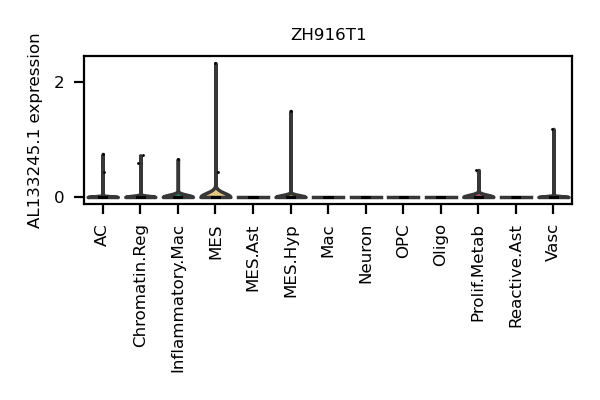 ZH916T1
AL133245.1 expression
2
0
AC
Chromatin.Reg
Inflammatory.Mac
MES
MES.Ast
MES.Hyp
Mac
Neuron
OPC
Oligo
Prolif.Metab
Reactive.Ast
Vasc